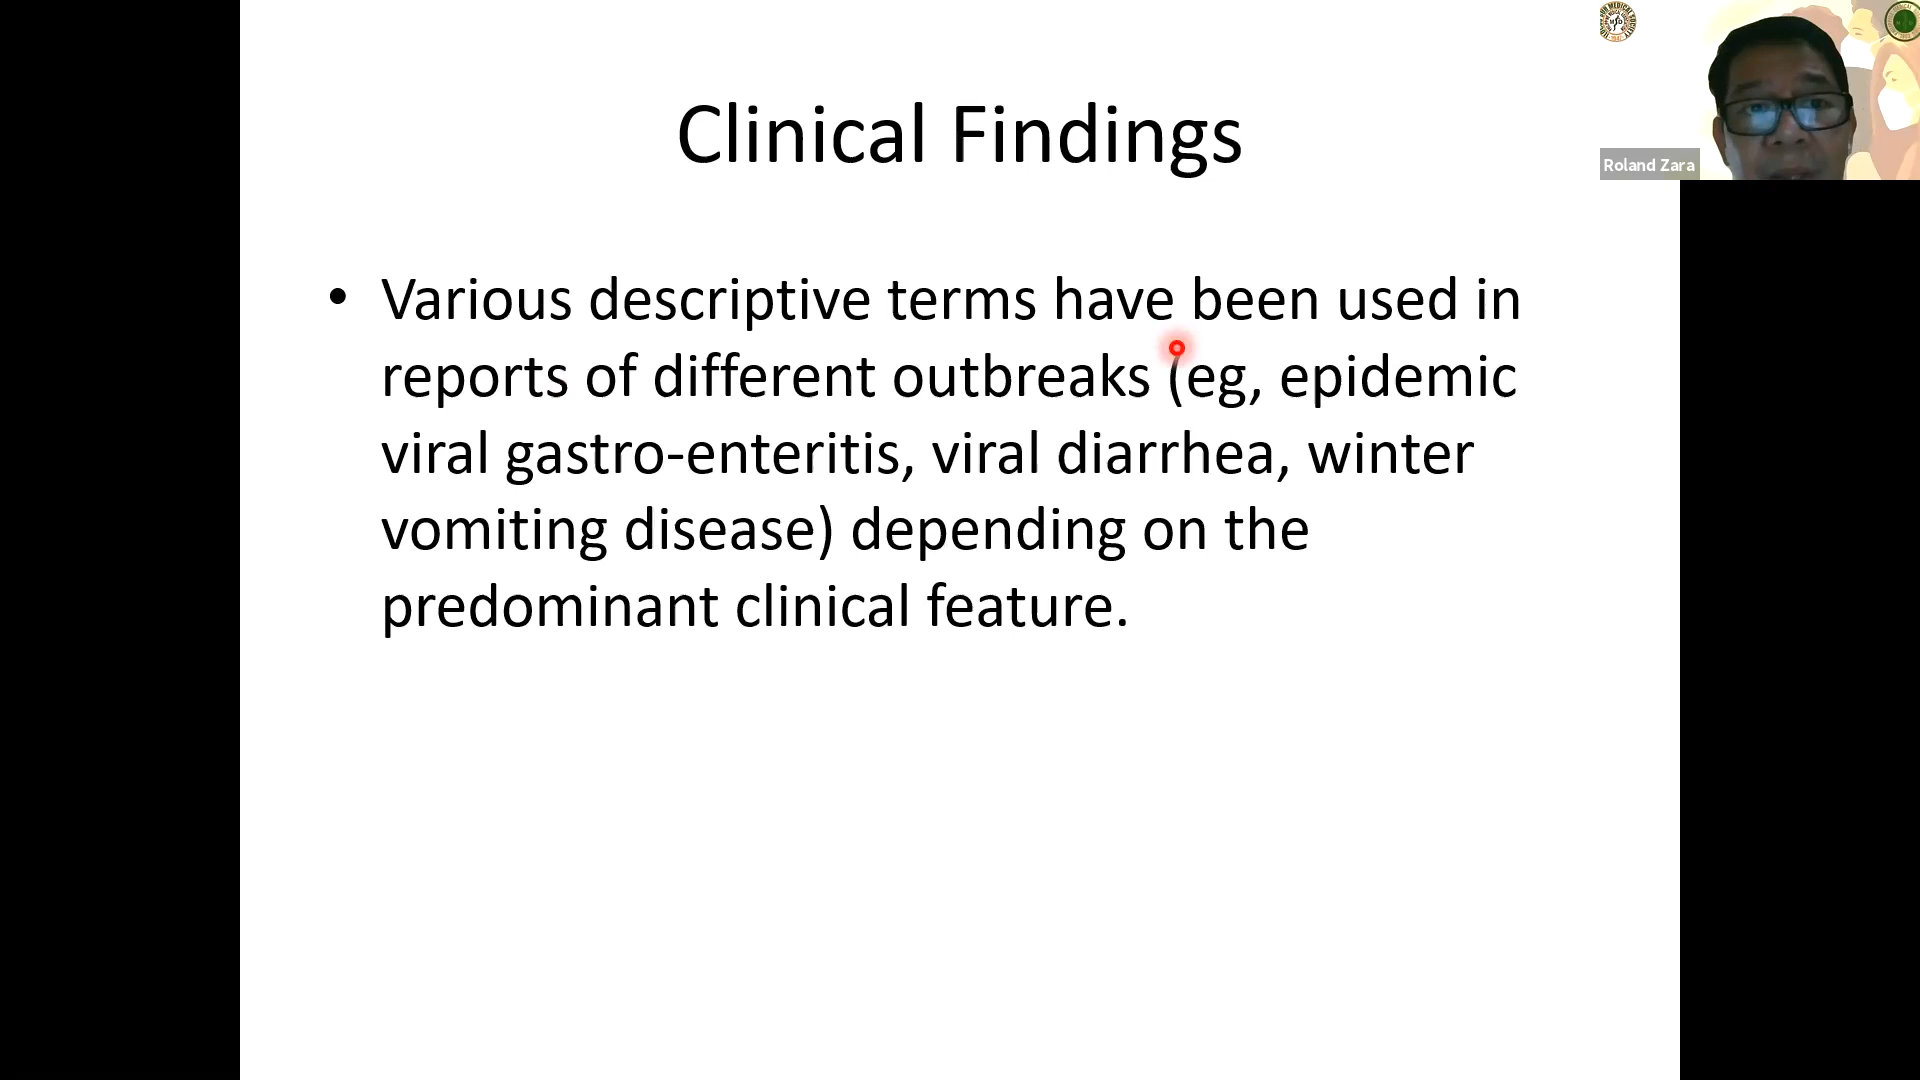 Clinical Findings
• Various descriptive terms have been used in
reports of different outbreaks (eg, epidemic
viral gastro-enteritis, viral diarrhea, winter
vomiting disease) depending on the
predominant clinical feature.
Roland Zara